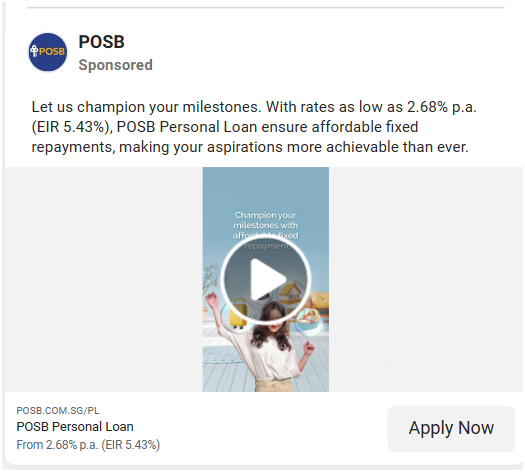 POSB
POSB
Sponsored
Let us champion your milestones. With rates as low as 2.68% p.a.
(EIR 5.43%), POSB Personal Loan ensure affordable fixed
repayments, making your aspirations more achievable than ever.
Champion your
milestones with
affordable fixed
repayment
POSB.COM.SG/PL
POSB Personal Loan
From 2.68% p.a. (EIR 5.43%)
Apply Now